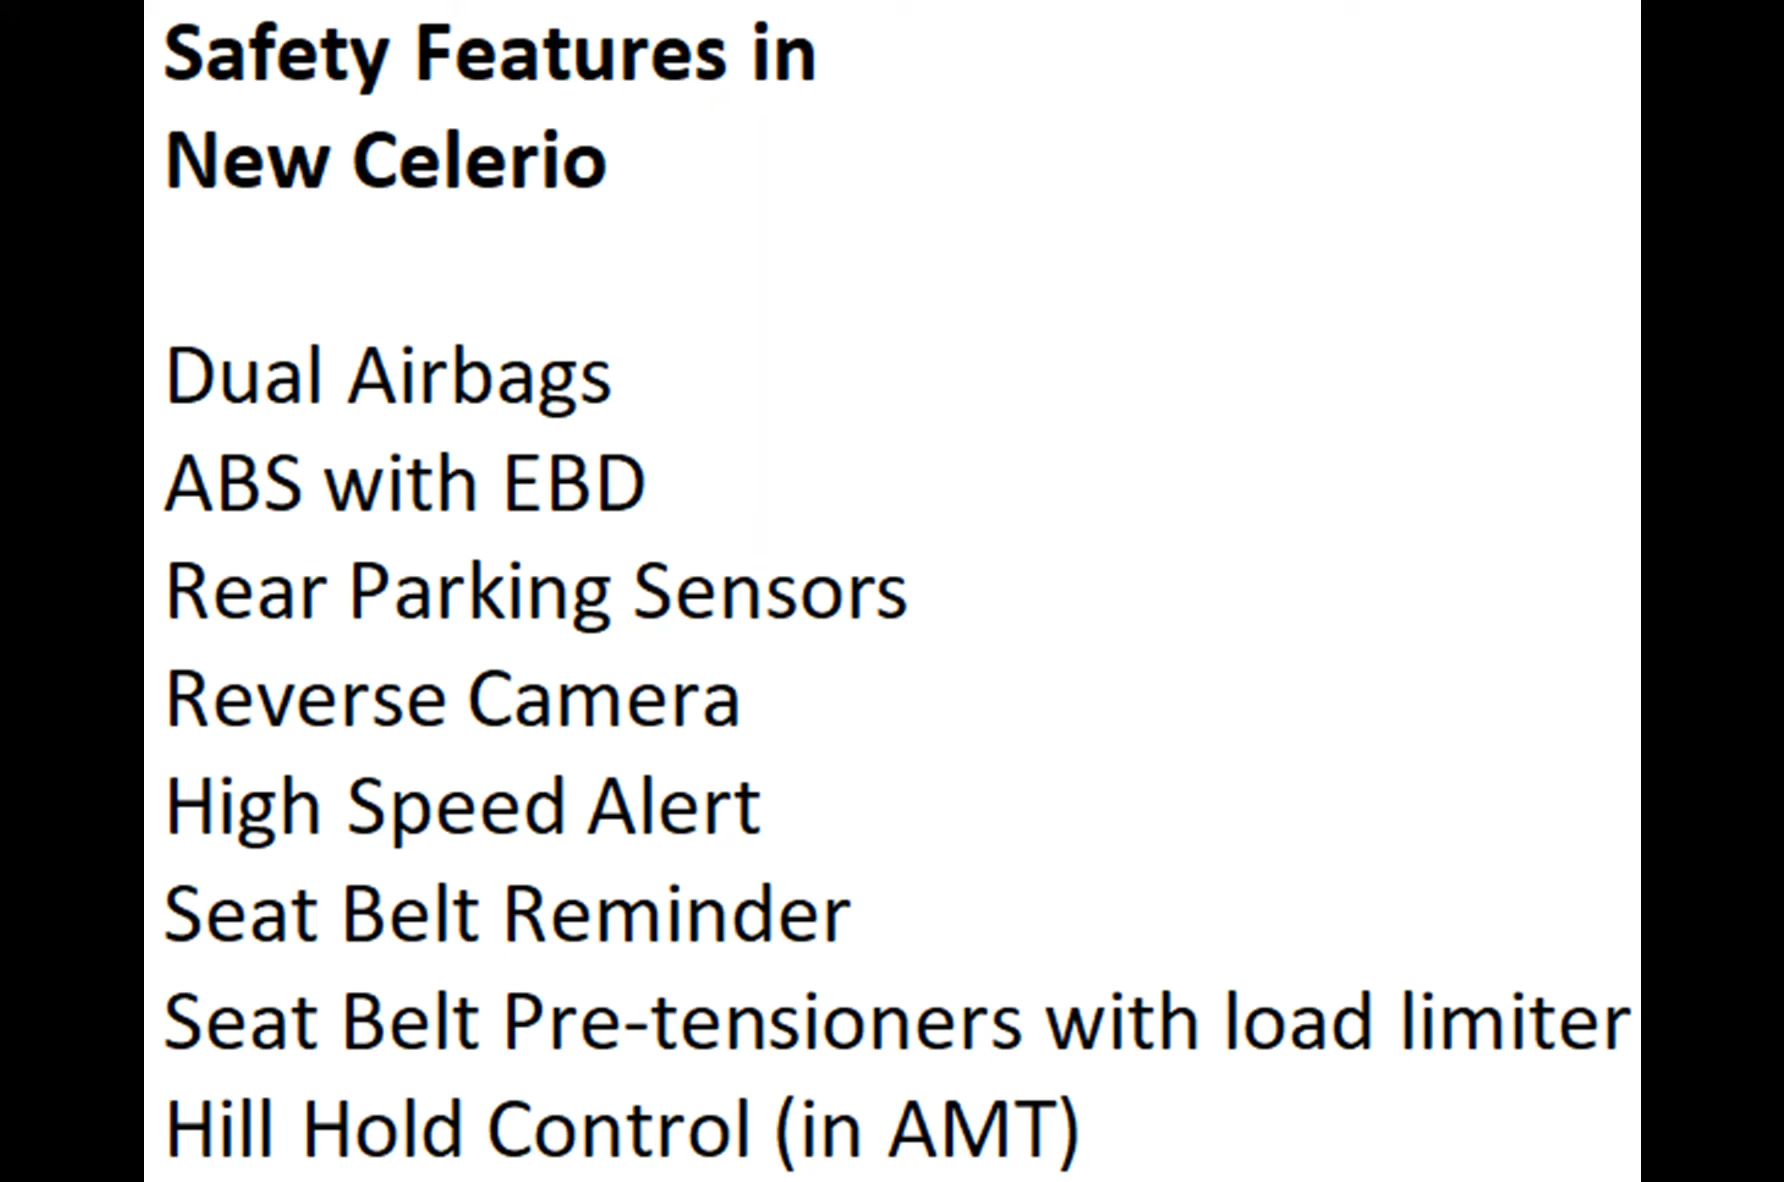 Safety Features in
New Celerio
Dual Airbags
ABS with EBD
Rear Parking Sensors
Reverse Camera
High Speed Alert
Seat Belt Reminder
Seat Belt Pre-tensioners with load limiter
Hill Hold Control (in AMT)